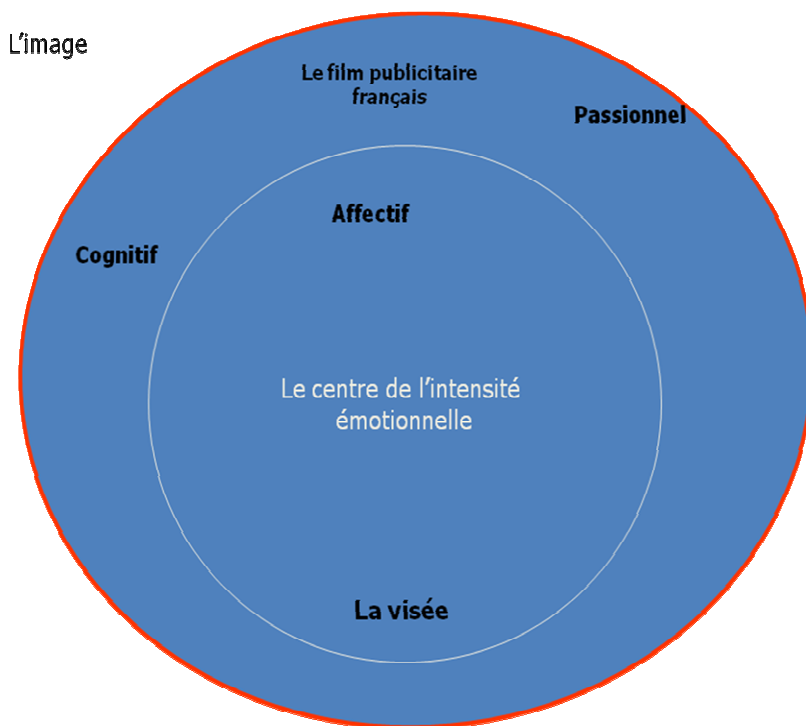 L'image
Le film publicitaire
français
Passionnel
Affectif
Cognitif
Le centre de l'intensité
émotionnelle
La visée